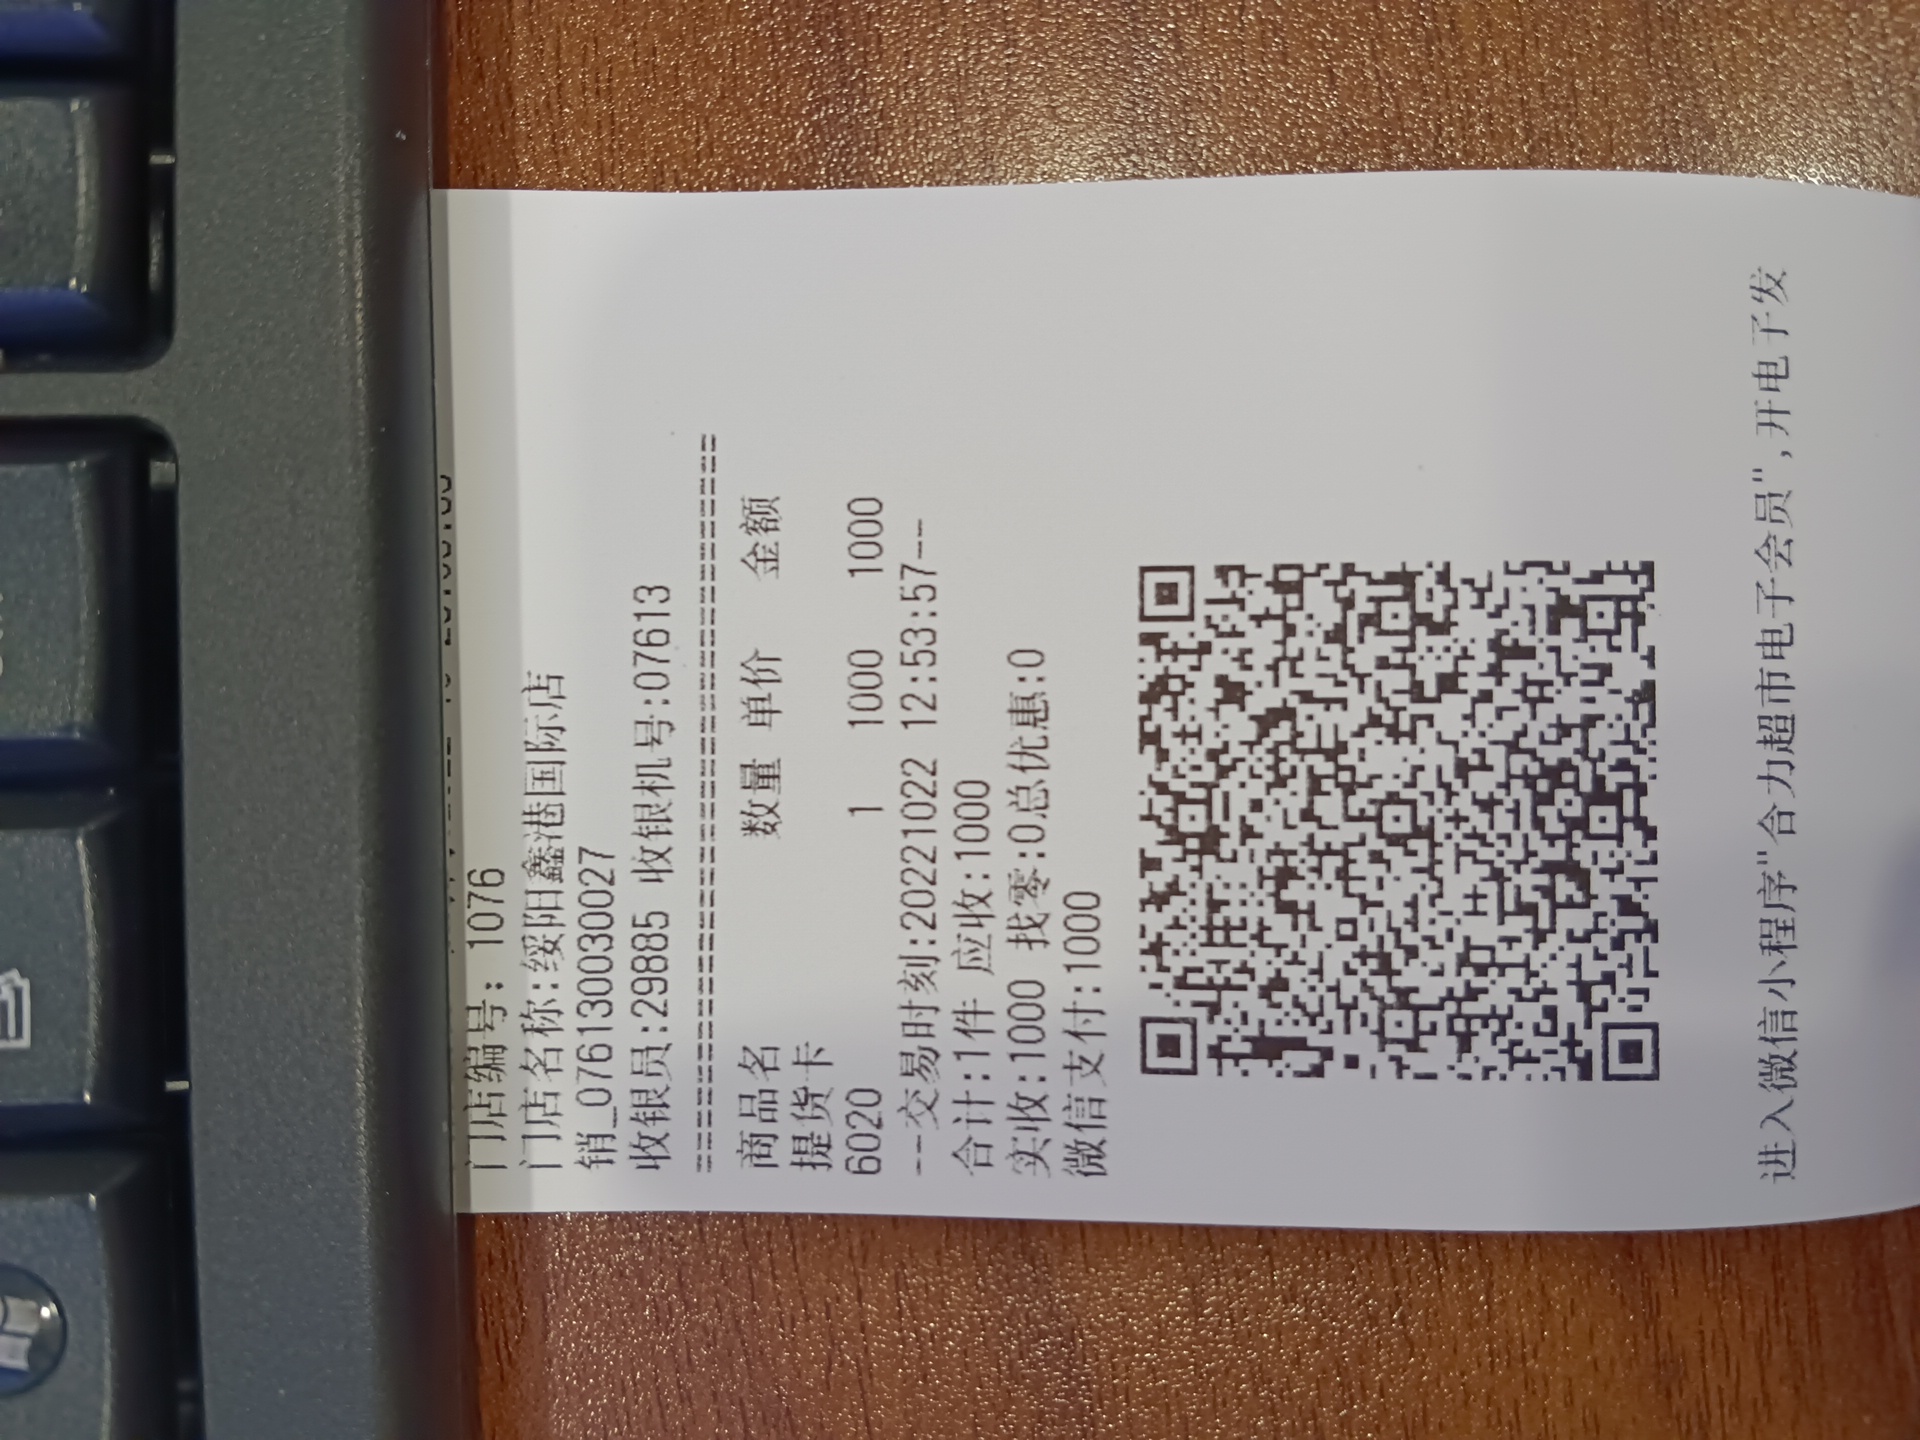 门店编号: 1076
门店名称:绥阳鑫港国际店
销_0761300300​27
收银员:29885 收银机号:07613
==========================================
商品名 数量 单价 金额
提货卡
6020 1 1000 1000
--交易时刻:20221022 12:53:57--
合计:1件 应收:1000
实收:1000 找零:0总优惠:0
微信支付:1000
进入微信小程序"合力超市电子会员",开电子发